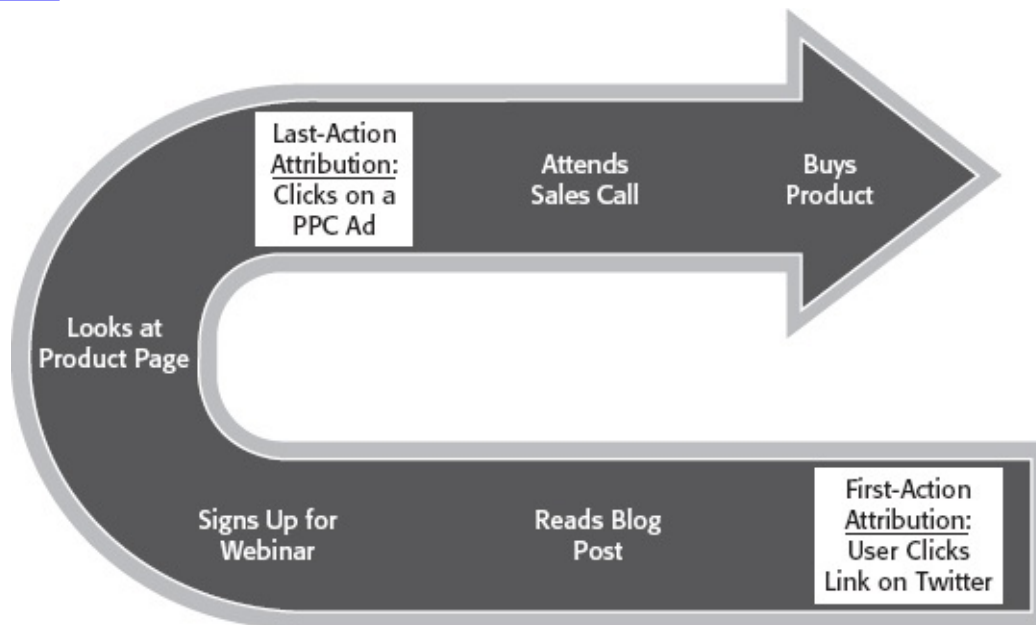 Last-Action
Attribution:
Clicks on a
PPC Ad
Attends
Sales Call
Buys
Product
Looks at
Product Page
Signs Up for
Webinar
Reads Blog
Post
First-Action
Attribution:
User Clicks
Link on Twitter